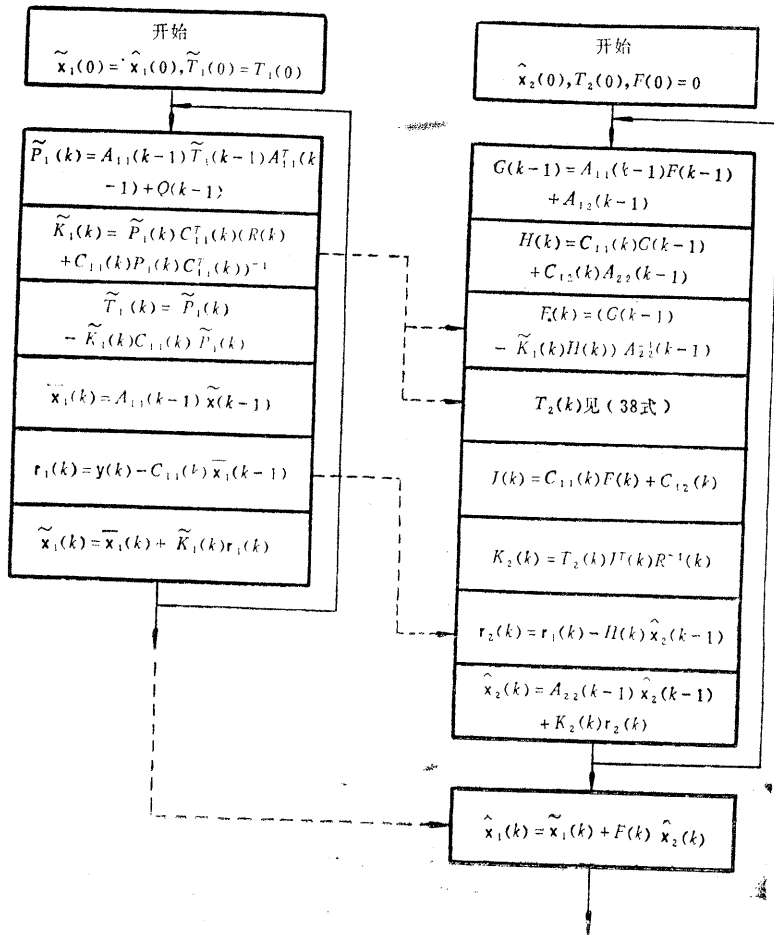 开始
x̃₁(0)=x̂₁(0),T̃₁(0)=T₁(0)
P̃₁(k)=A₁₁(k-1)T̃₁(k-1)A₁₁ᵀ(k
-1)+Q(k-1)
K̃₁(k)=P̃₁(k)C₁₁ᵀ(k)(R(k)
+C₁₁(k)P₁(k)C₁₁ᵀ(k))⁻¹
T̃₁(k)=P̃₁(k)
-K̃₁(k)C₁₁(k)P̃₁(k)
x̄₁(k)=A₁₁(k-1)x̃(k-1)
r₁(k)=y(k)-C₁₁(k)x̄₁(k-1)
x̃₁(k)=x̄₁(k)+K̃₁(k)r₁(k)
开始
x̂₂(0),T₂(0),F(0)=0
G(k-1)=A₁₁(k-1)F(k-1)
+A₁₂(k-1)
H(k)=C₁₁(k)G(k-1)
+C₁₂(k)A₂₂(k-1)
F(k)=(G(k-1)
-K̃₁(k)H(k))A₂₂⁻¹(k-1)
T₂(k)见(38式)
J(k)=C₁₁(k)F(k)+C₁₂(k)
K₂(k)=T₂(k)Jᵀ(k)R⁻¹(k)
r₂(k)=r₁(k)-H(k)x̂₂(k-1)
x̂₂(k)=A₂₂(k-1)x̂₂(k-1)
+K₂(k)r₂(k)
x̂₁(k)=x̃₁(k)+F(k)x̂₂(k)